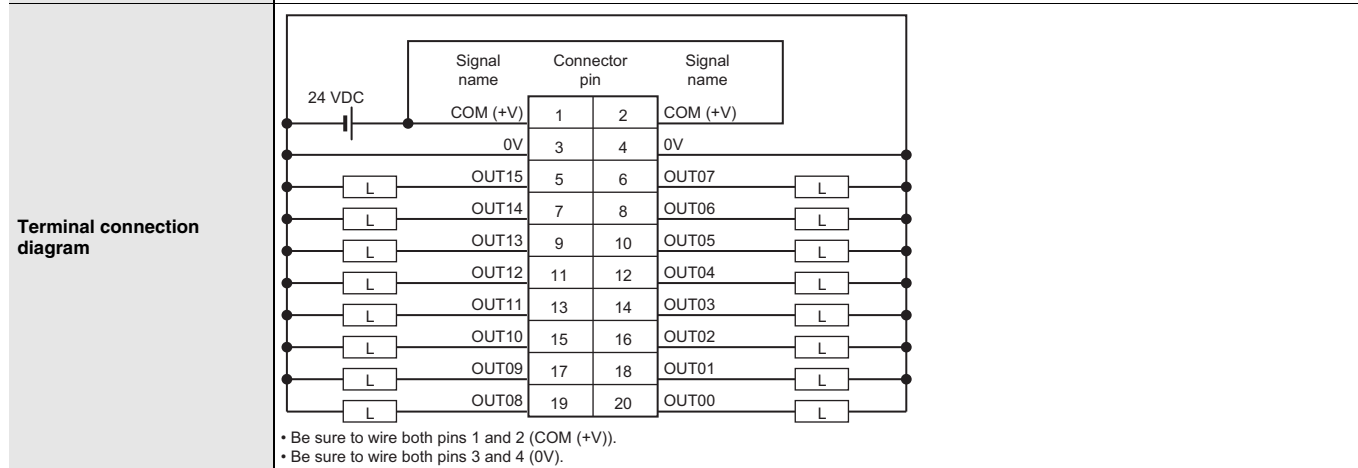 Terminal connection
diagram
Signal name Connector pin Signal name
24 VDC
COM (+V) 1 2 COM (+V)
0V 3 4 0V
L OUT15 5 6 OUT07 L
L OUT14 7 8 OUT06 L
L OUT13 9 10 OUT05 L
L OUT12 11 12 OUT04 L
L OUT11 13 14 OUT03 L
L OUT10 15 16 OUT02 L
L OUT09 17 18 OUT01 L
L OUT08 19 20 OUT00 L
• Be sure to wire both pins 1 and 2 (COM (+V)).
• Be sure to wire both pins 3 and 4 (0V).